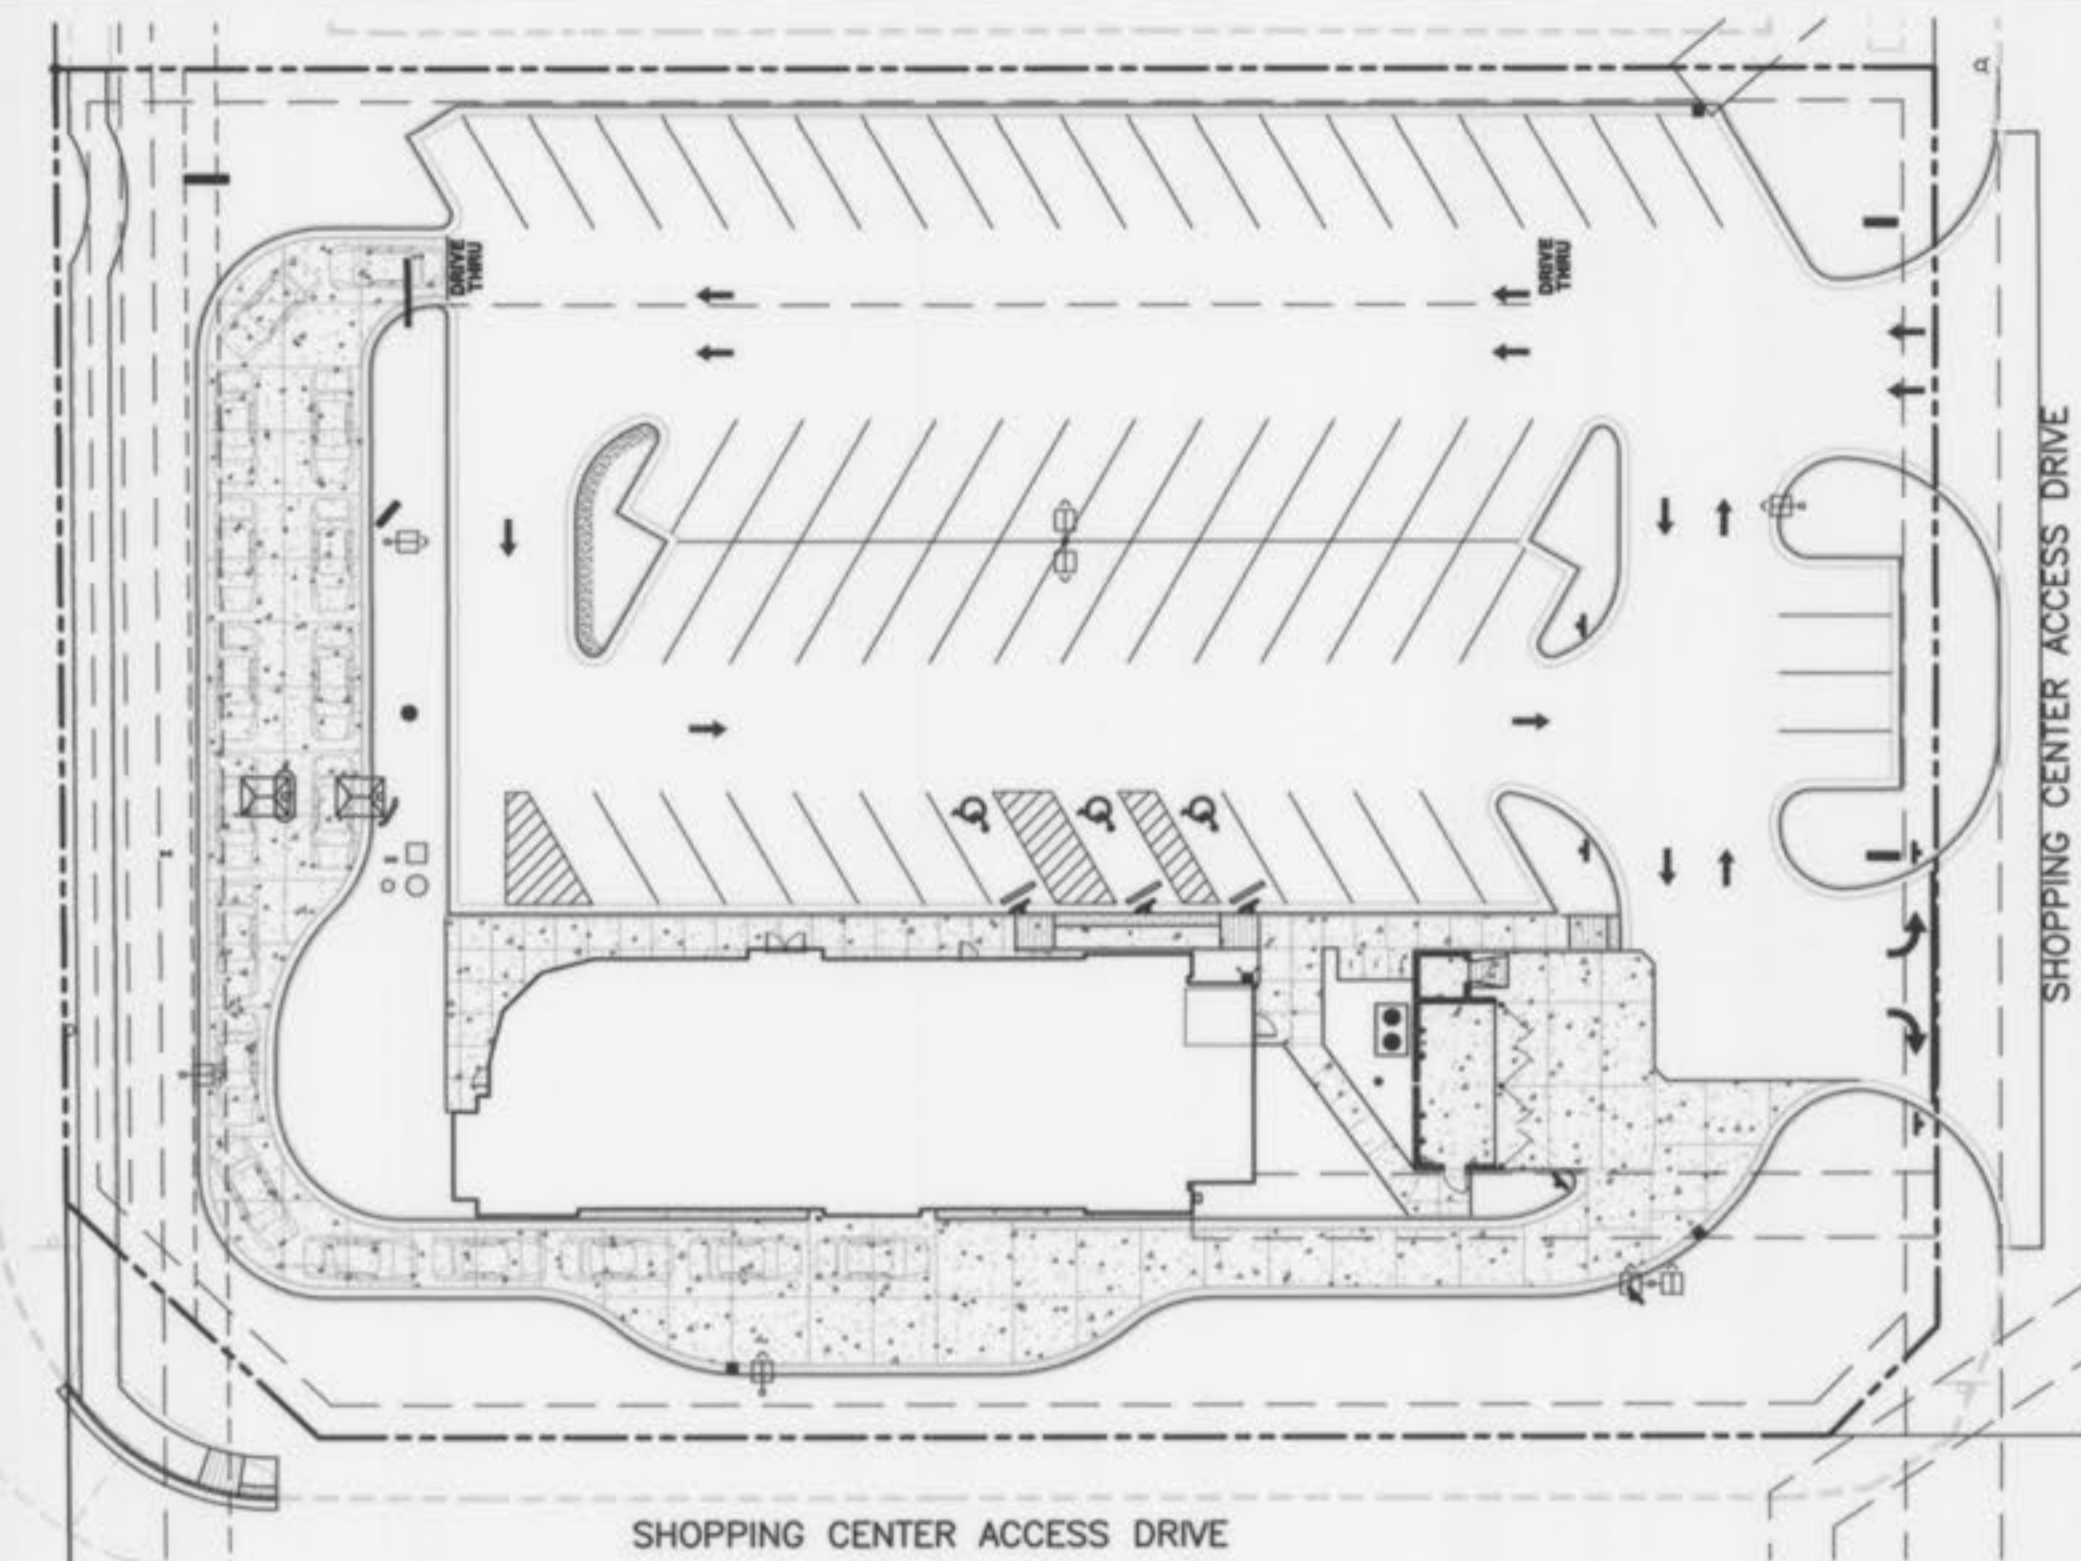 DRIVE
THRU
DRIVE
THRU
SHOPPING CENTER ACCESS DRIVE
SHOPPING CENTER ACCESS DRIVE